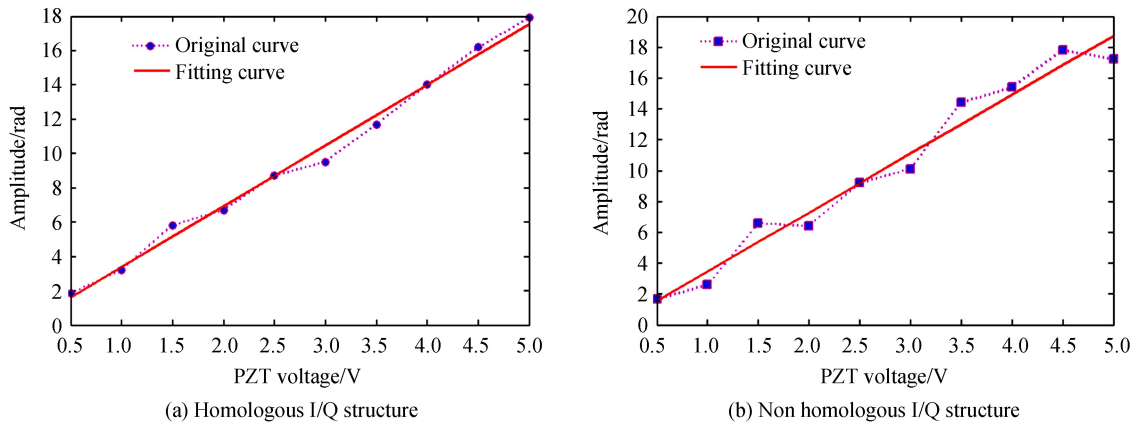 18
16
14
12
10
8
6
4
2
0
Amplitude/rad
Original curve
Fitting curve
0.5 1.0 1.5 2.0 2.5 3.0 3.5 4.0 4.5 5.0
PZT voltage/V
(a) Homologous I/Q structure
20
18
16
14
12
10
8
6
4
2
0
Amplitude/rad
Original curve
Fitting curve
0.5 1.0 1.5 2.0 2.5 3.0 3.5 4.0 4.5 5.0
PZT voltage/V
(b) Non homologous I/Q structure